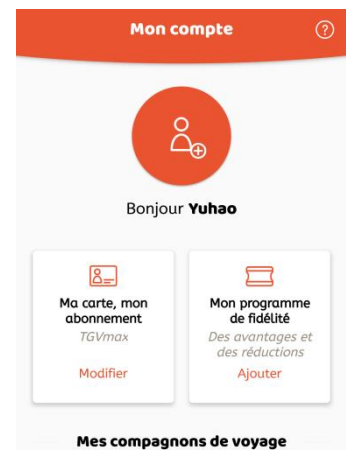 Mon compte
?
Bonjour Yuhao
Ma carte, mon
abonnement
TGVmax
Modifier
Mon programme
de fidélité
Des avantages et
des réductions
Ajouter
Mes compagnons de voyage